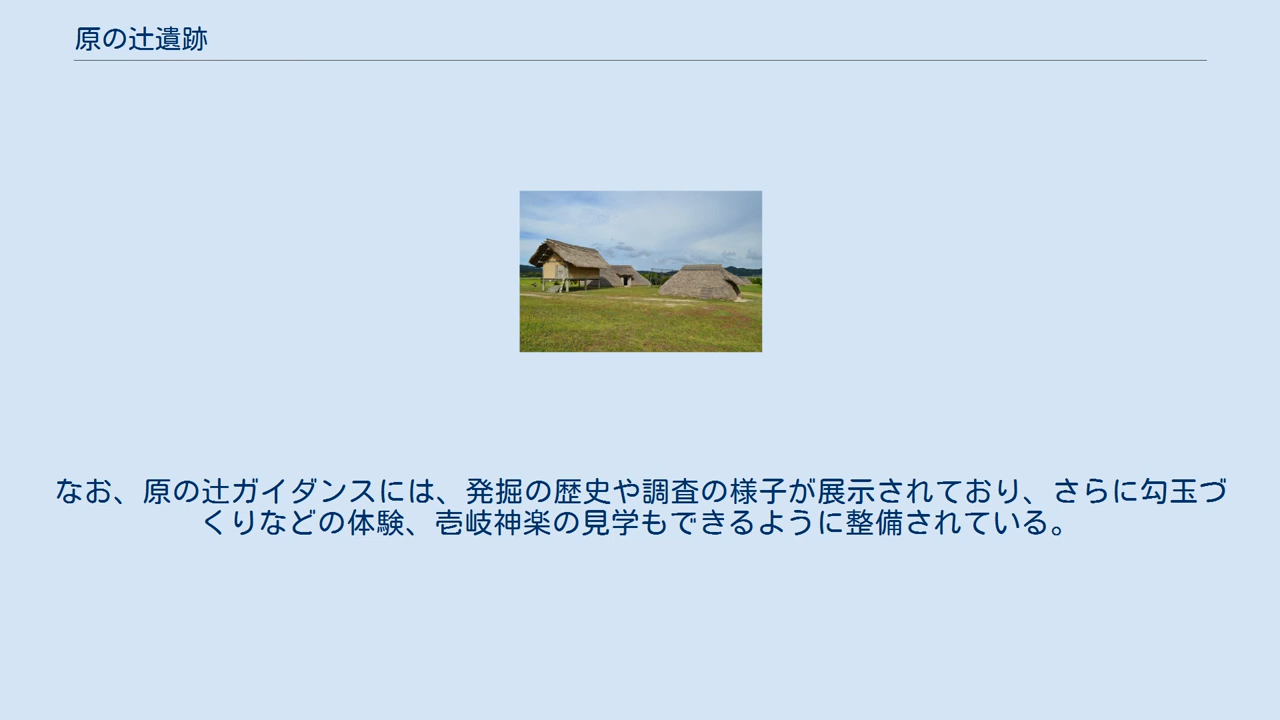 原の辻遺跡
なお、原の辻ガイダンスには、発掘の歴史や調査の様子が展示されており、さらに勾玉づ
くりなどの体験、壱岐神楽の見学もできるように整備されている。